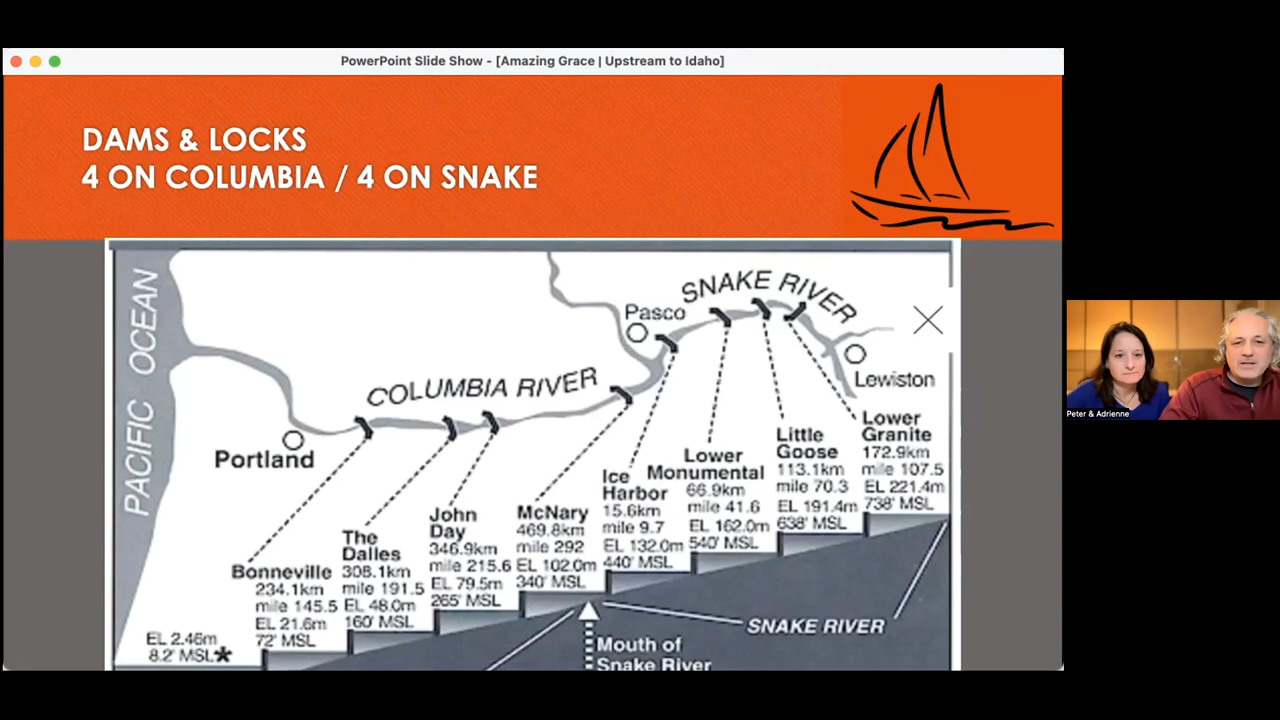 PowerPoint Slide Show - [Amazing Grace | Upstream to Idaho]
DAMS & LOCKS
4 ON COLUMBIA / 4 ON SNAKE
PACIFIC OCEAN
COLUMBIA RIVER
SNAKE RIVER
Pasco
Lewiston
Portland
Bonneville
234.1km
mile 145.5
EL 21.6m
72' MSL
The
Dalles
308.1km
mile 191.5
EL 48.0m
160' MSL
John
Day
346.9km
mile 215.6
EL 79.5m
265' MSL
McNary
469.8km
mile 292
EL 102.0m
340' MSL
Ice
Harbor
15.6km
mile 9.7
EL 132.0m
440' MSL
Lower
Monumental
66.9km
mile 41.6
EL 162.0m
540' MSL
Little
Goose
113.1km
mile 70.3
EL 191.4m
638' MSL
Lower
Granite
172.9km
mile 107.5
EL 221.4m
738' MSL
EL 2.46m
8.2' MSL*
SNAKE RIVER
Mouth of
Snake River
Peter & Adrienne